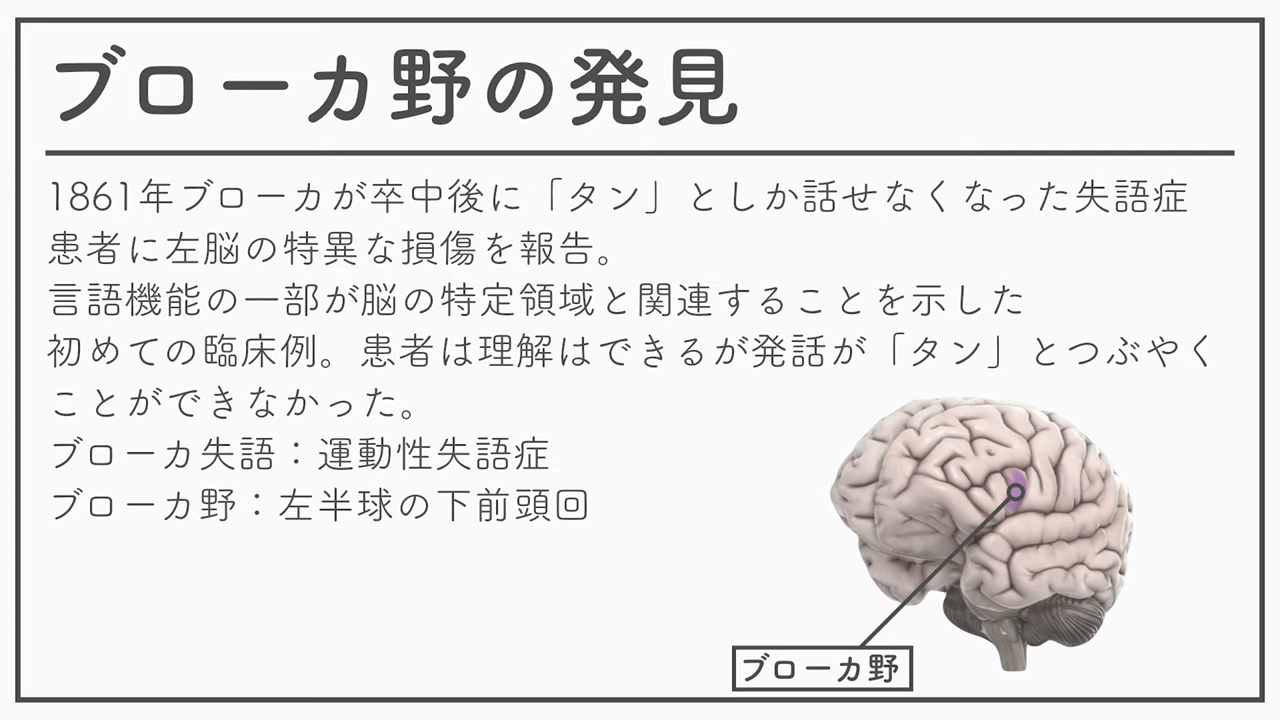 ブローカ野の発見
1861年ブローカが卒中後に「タン」としか話せなくなった失語症
患者に左脳の特異な損傷を報告。
言語機能の一部が脳の特定領域と関連することを示した
初めての臨床例。患者は理解はできるが発話が「タン」とつぶやく
ことができなかった。
ブローカ失語：運動性失語症
ブローカ野：左半球の下前頭回
ブローカ野